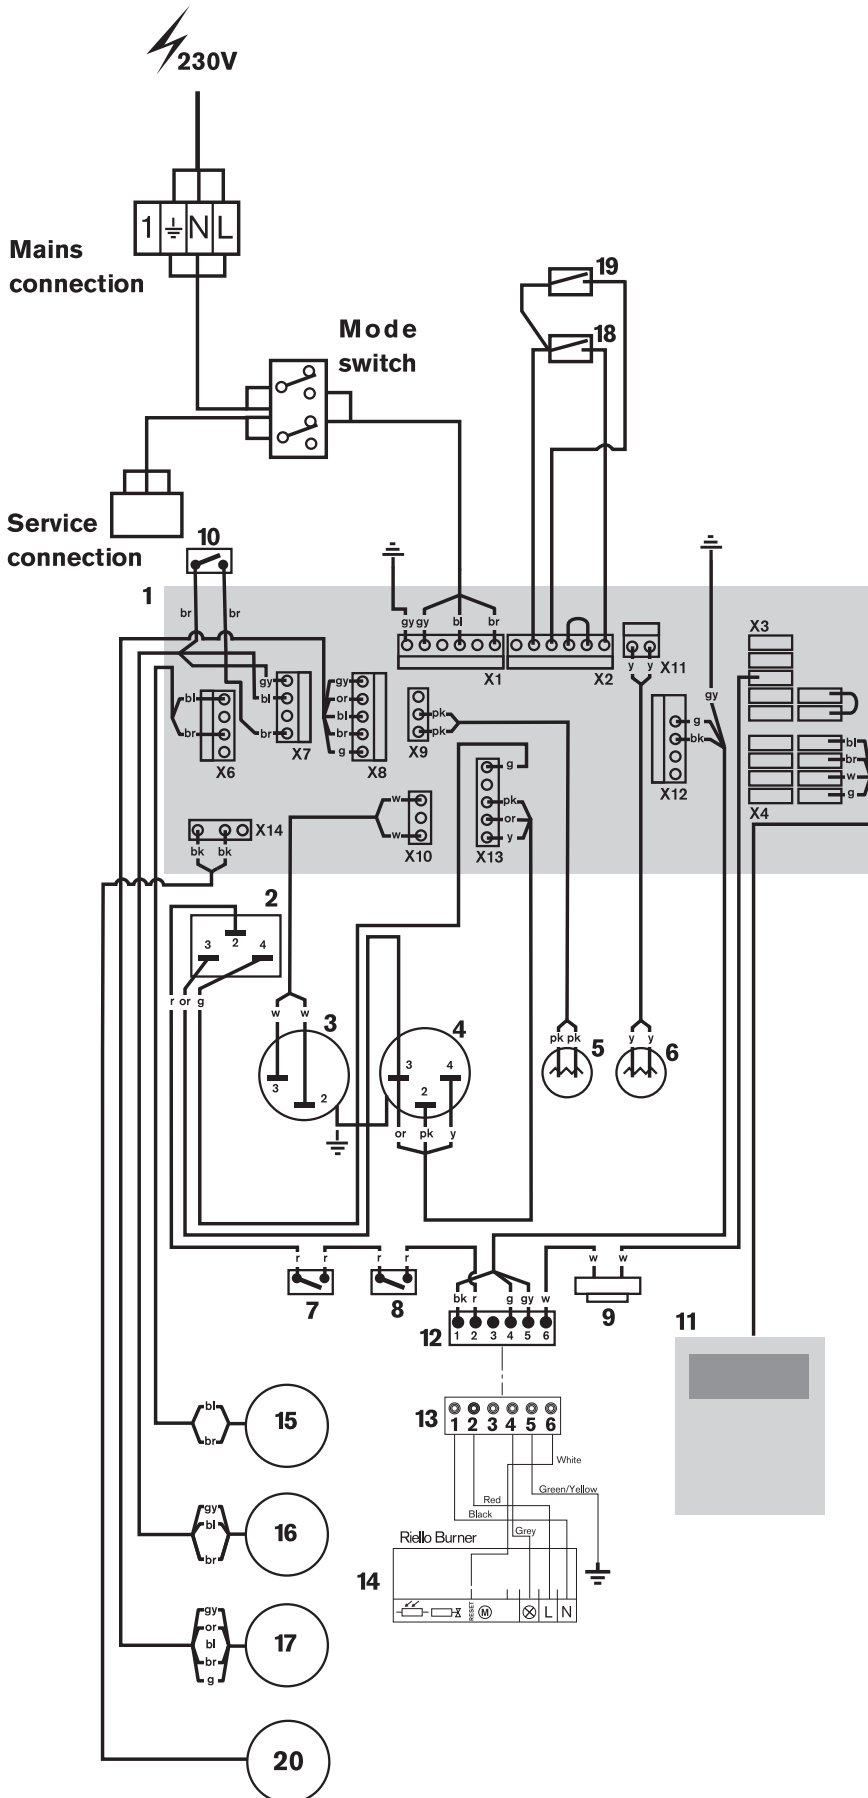 230V
1 N L
Mains
connection
Mode
switch
19
18
Service
connection
10
1
br br
gy gy bl br
X1
X2
y y X11
X3
gy
bl
br
X6
gy
bl
br
X7
gy
or
bl
br
g
X8
pk
pk
X9
g
bk
X12
bl
br
w
g
X4
X14
bk bk
w
w
X10
g
pk
or
y
X13
2
3 2 4
r or g
w w
3
3 2
4
3 2 4
or pk y
pk pk
5
y y
6
r r
7
r r
8
bk r g gy w
12
1 2 3 4 5 6
w w
9
11
13
1 2 3 4 5 6
White
Green/Yellow
Red
Black
Grey
Riello Burner
14
RESET M L N
bl
br
15
gy
bl
br
16
gy
or
bl
br
g
17
20